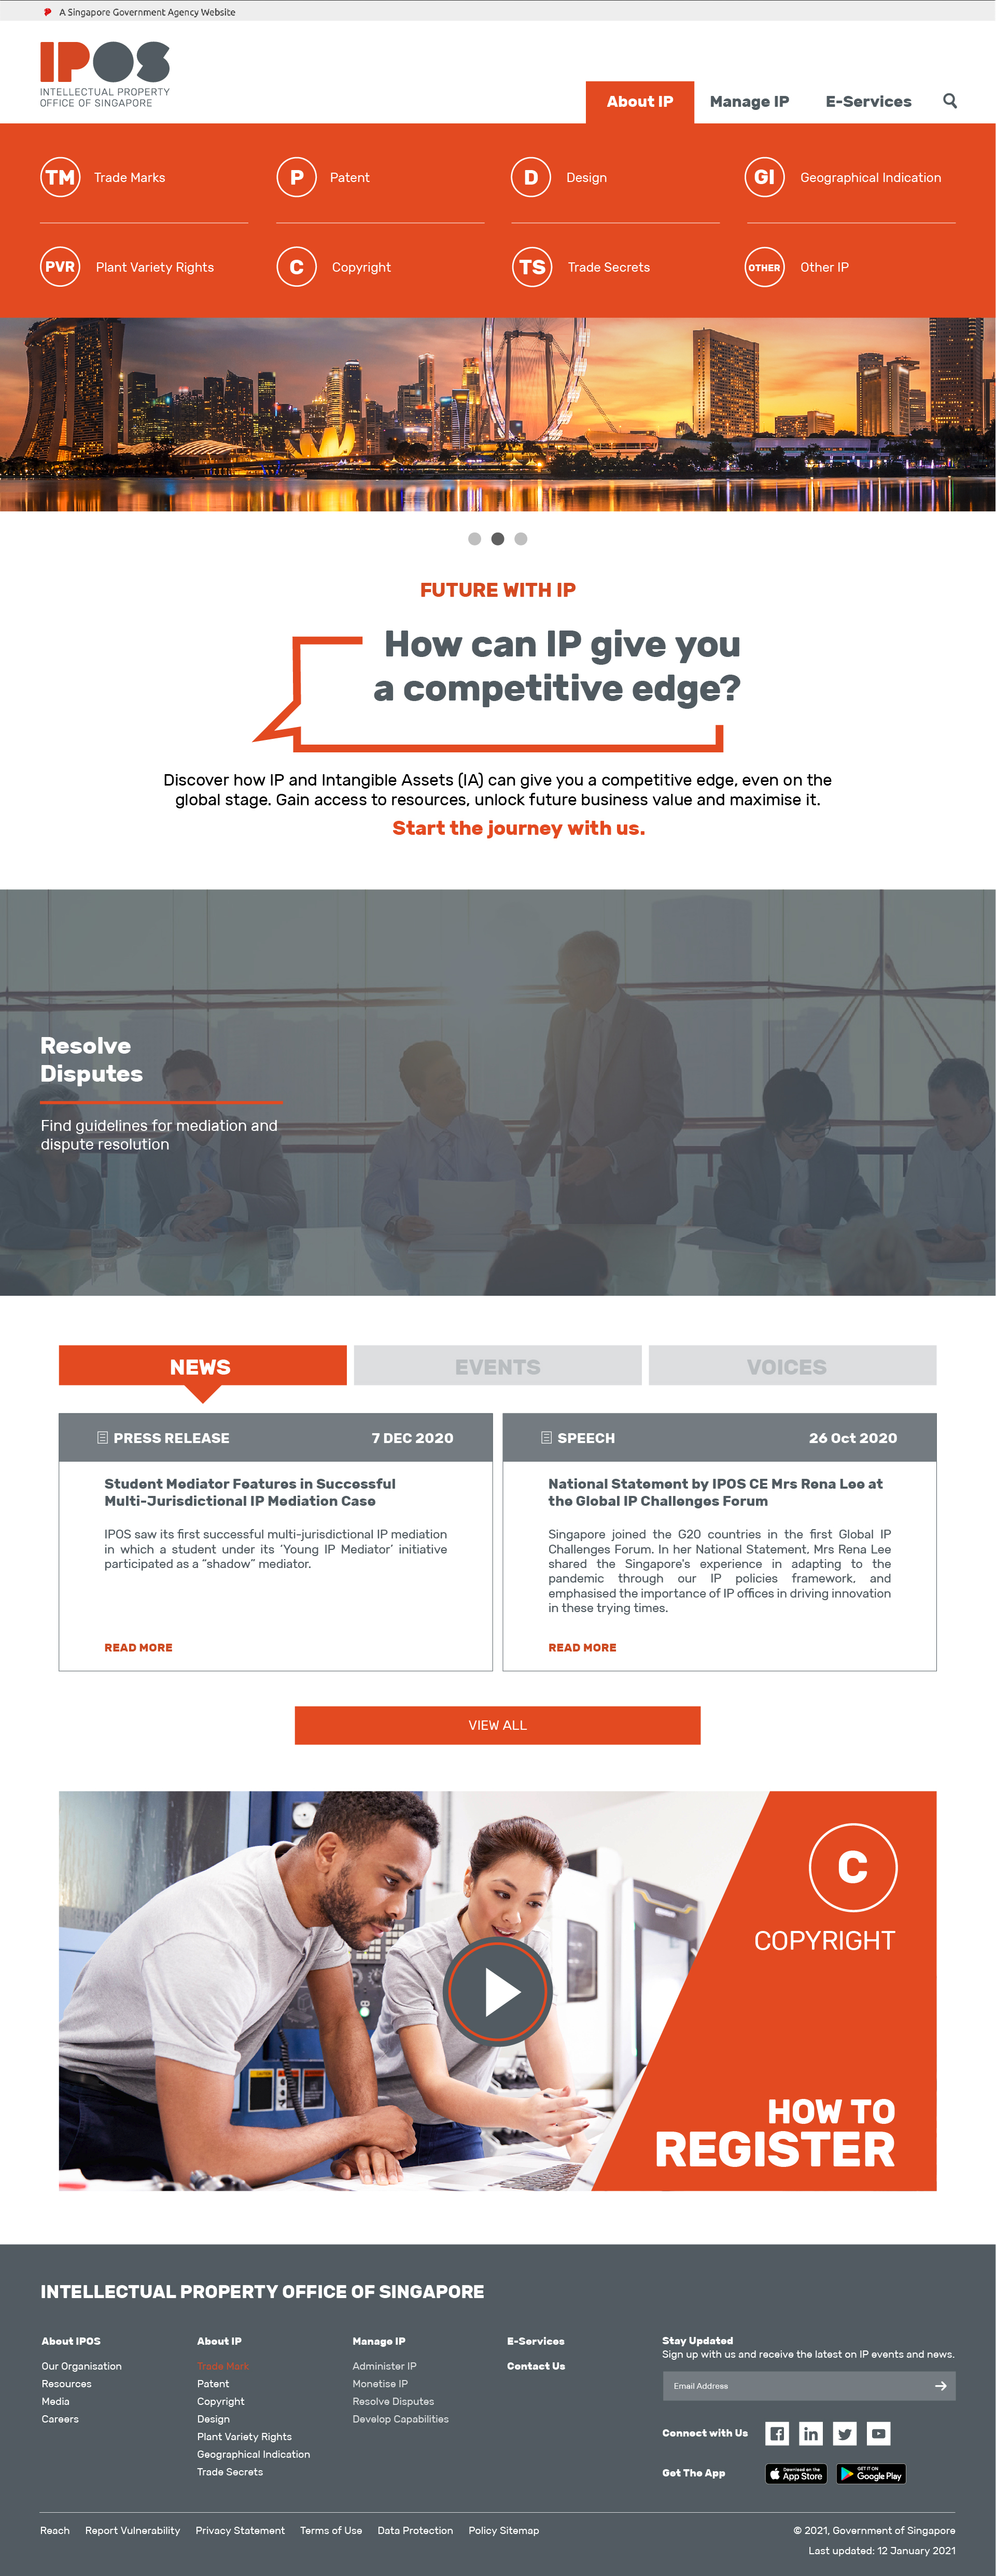 A Singapore Government Agency Website
IPOS
INTELLECTUAL PROPERTY
OFFICE OF SINGAPORE
About IP
Manage IP
E-Services
TM Trade Marks
P Patent
D Design
GI Geographical Indication
PVR Plant Variety Rights
C Copyright
TS Trade Secrets
OTHER Other IP
FUTURE WITH IP
How can IP give you
a competitive edge?
Discover how IP and Intangible Assets (IA) can give you a competitive edge, even on the
global stage. Gain access to resources, unlock future business value and maximise it.
Start the journey with us.
Resolve
Disputes
Find guidelines for mediation and
dispute resolution
NEWS
EVENTS
VOICES
PRESS RELEASE
7 DEC 2020
Student Mediator Features in Successful
Multi-Jurisdictional IP Mediation Case
IPOS saw its first successful multi-jurisdictional IP mediation
in which a student under its ‘Young IP Mediator’ initiative
participated as a “shadow” mediator.
READ MORE
SPEECH
26 Oct 2020
National Statement by IPOS CE Mrs Rena Lee at
the Global IP Challenges Forum
Singapore joined the G20 countries in the first Global IP
Challenges Forum. In her National Statement, Mrs Rena Lee
shared the Singapore's experience in adapting to the
pandemic through our IP policies framework, and
emphasised the importance of IP offices in driving innovation
in these trying times.
READ MORE
VIEW ALL
C
COPYRIGHT
HOW TO
REGISTER
INTELLECTUAL PROPERTY OFFICE OF SINGAPORE
About IPOS
Our Organisation
Resources
Media
Careers
About IP
Trade Mark
Patent
Copyright
Design
Plant Variety Rights
Geographical Indication
Trade Secrets
Manage IP
Administer IP
Monetise IP
Resolve Disputes
Develop Capabilities
E-Services
Contact Us
Stay Updated
Sign up with us and receive the latest on IP events and news.
Email Address
Connect with Us
Get The App
Download on the
App Store
GET IT ON
Google Play
Reach
Report Vulnerability
Privacy Statement
Terms of Use
Data Protection
Policy Sitemap
© 2021, Government of Singapore
Last updated: 12 January 2021